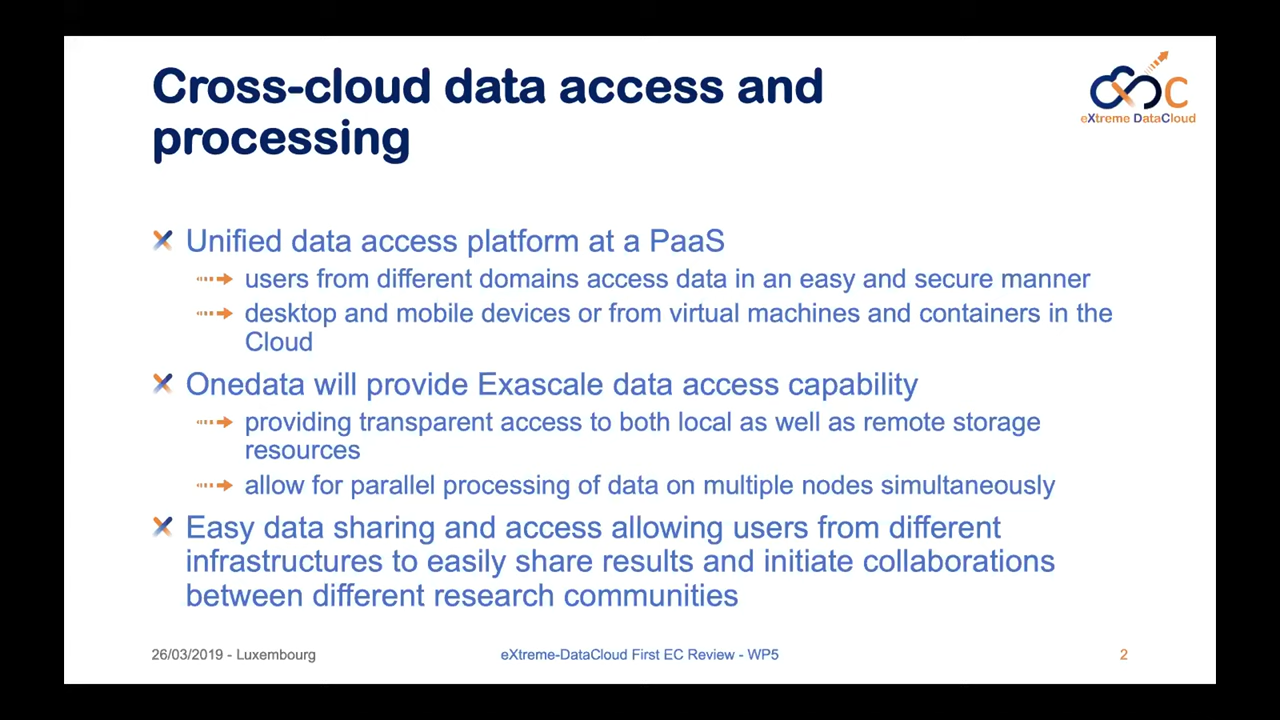 Cross-cloud data access and
processing
eXtreme DataCloud
Unified data access platform at a PaaS
users from different domains access data in an easy and secure manner
desktop and mobile devices or from virtual machines and containers in the
Cloud
Onedata will provide Exascale data access capability
providing transparent access to both local as well as remote storage
resources
allow for parallel processing of data on multiple nodes simultaneously
Easy data sharing and access allowing users from different
infrastructures to easily share results and initiate collaborations
between different research communities
26/03/2019 - Luxembourg
eXtreme-DataCloud First EC Review - WP5
2